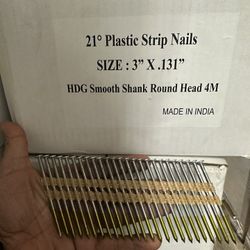 21° Plastic Strip Nails
SIZE : 3” X .131”
HDG Smooth Shank Round Head 4M
MADE IN INDIA